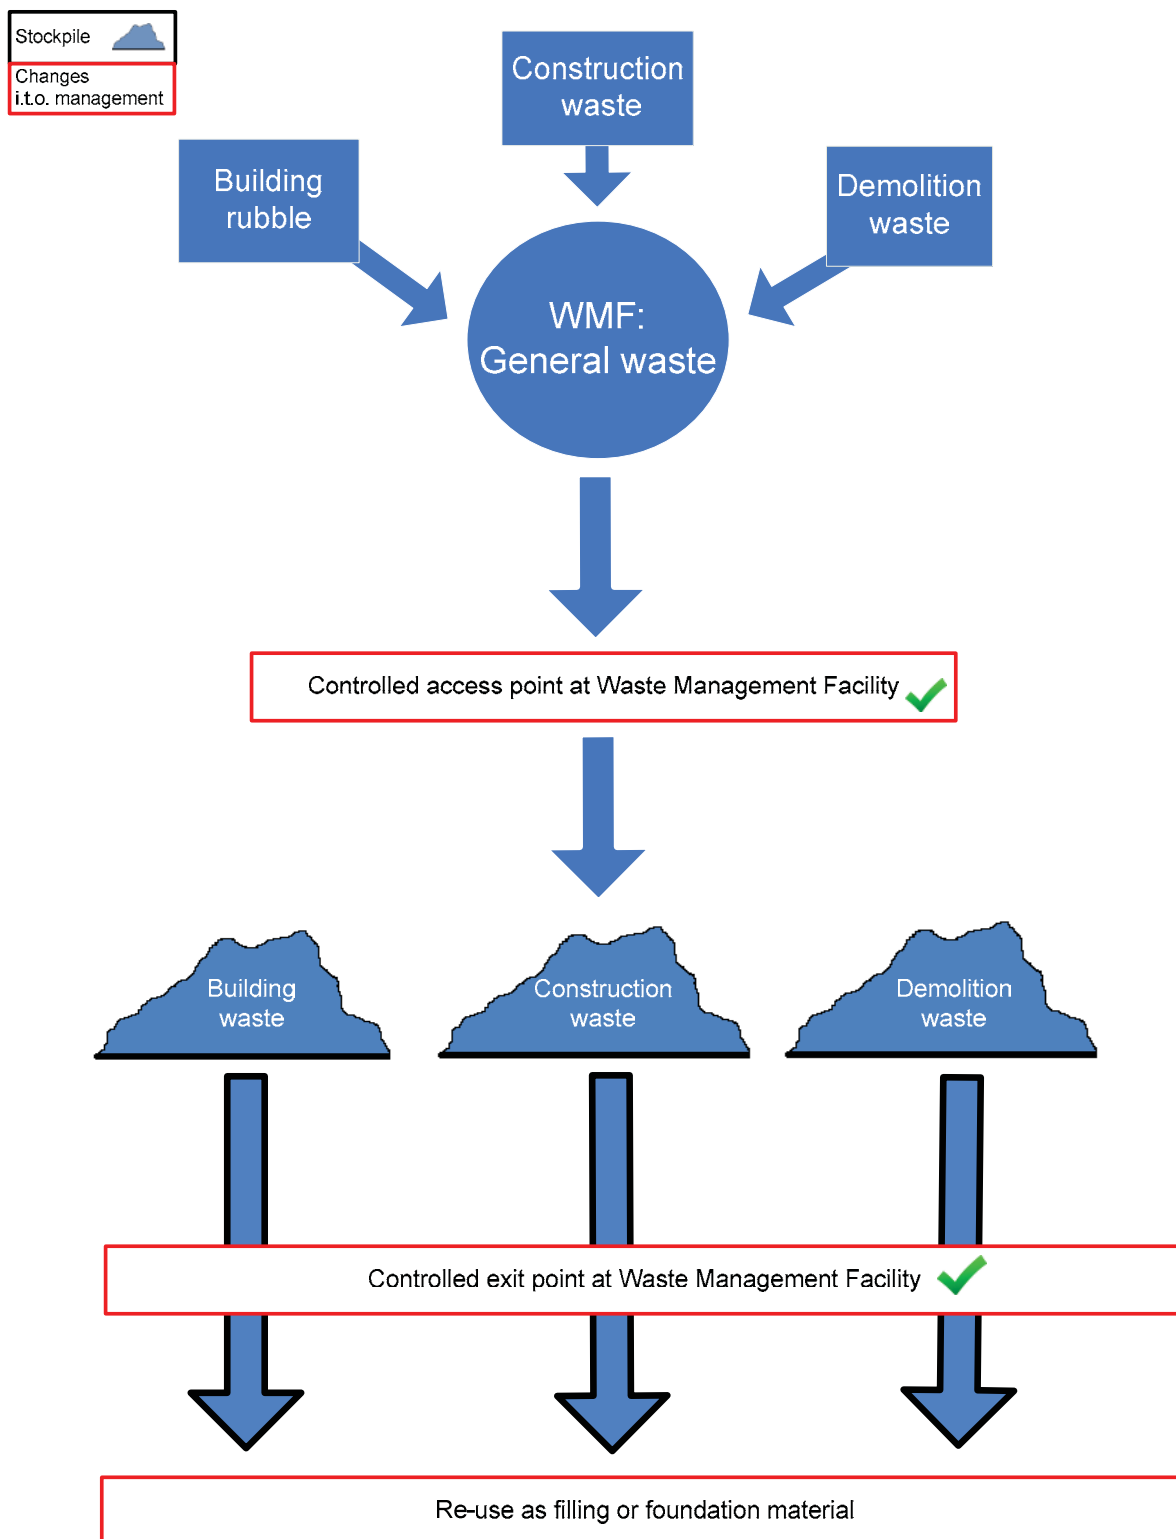 Stockpile
Changes
i.t.o. management
Construction
waste
Building
rubble
Demolition
waste
WMF:
General waste
Controlled access point at Waste Management Facility
Building
waste
Construction
waste
Demolition
waste
Controlled exit point at Waste Management Facility
Re-use as filling or foundation material